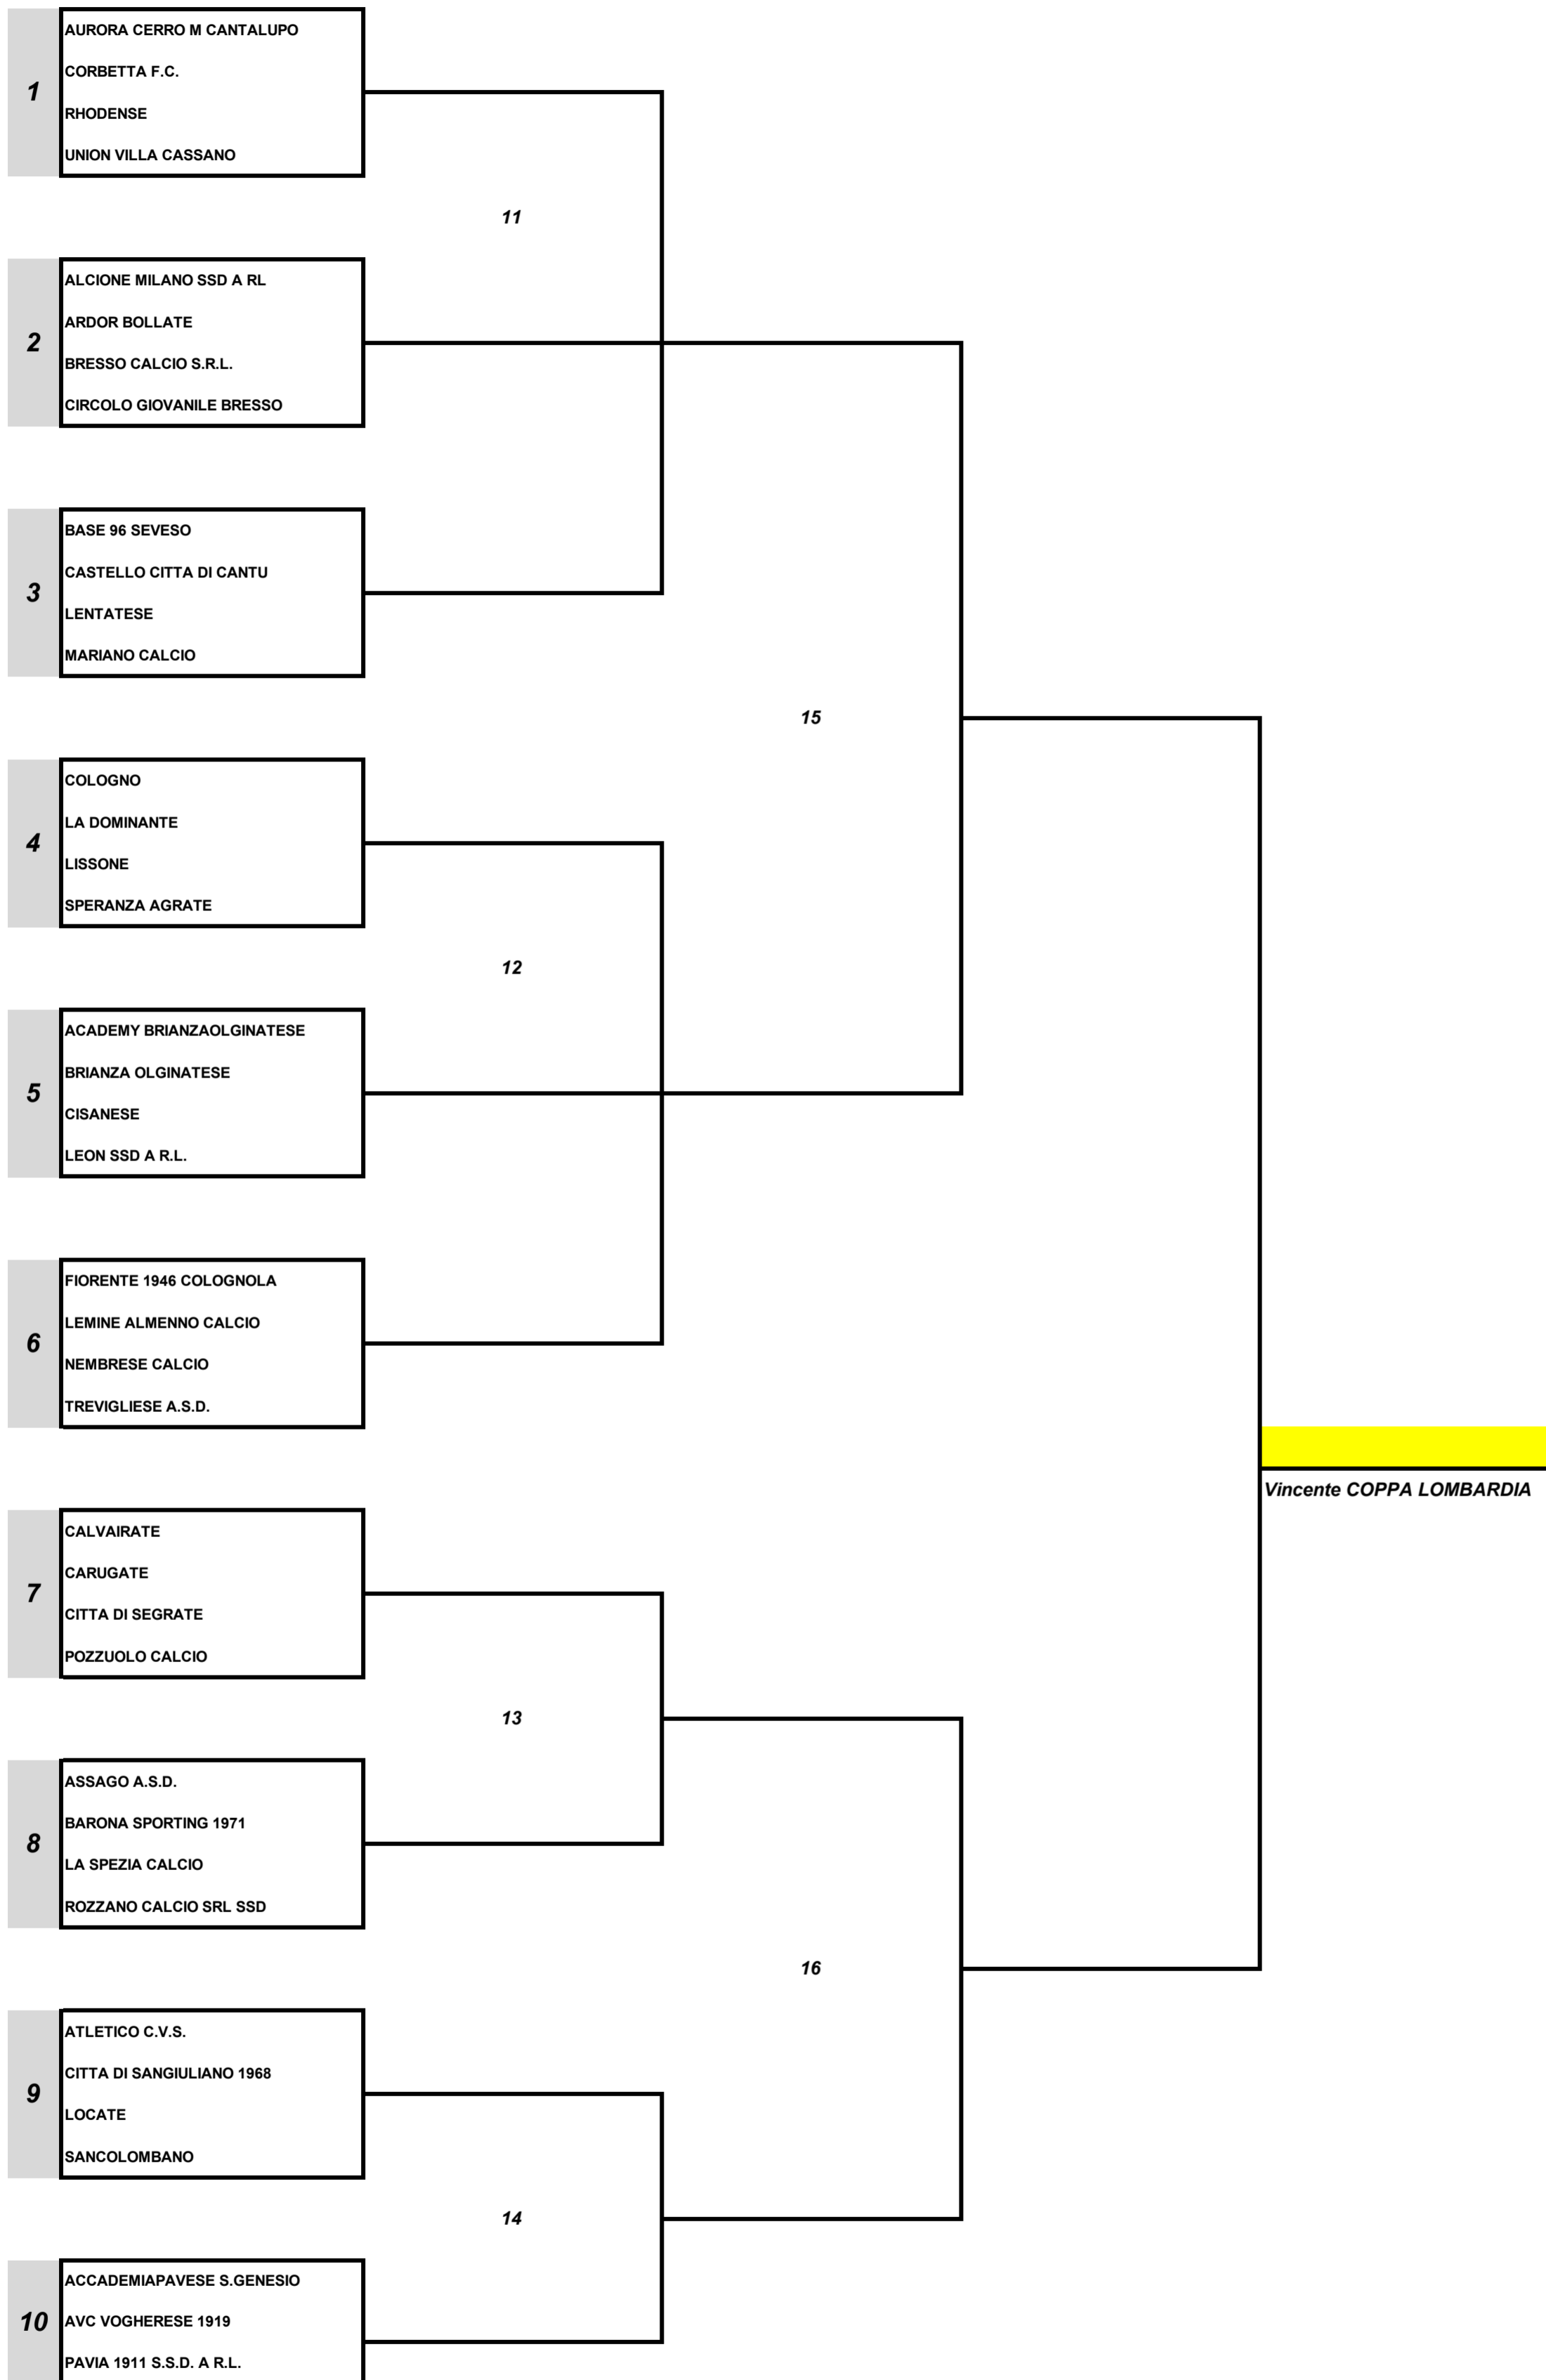 1
AURORA CERRO M CANTALUPO
CORBETTA F.C.
RHODENSE
UNION VILLA CASSANO
11
2
ALCIONE MILANO SSD A RL
ARDOR BOLLATE
BRESSO CALCIO S.R.L.
CIRCOLO GIOVANILE BRESSO
3
BASE 96 SEVESO
CASTELLO CITTA DI CANTU
LENTATESE
MARIANO CALCIO
15
4
COLOGNO
LA DOMINANTE
LISSONE
SPERANZA AGRATE
12
5
ACADEMY BRIANZAOLGINATESE
BRIANZA OLGINATESE
CISANESE
LEON SSD A R.L.
6
FIORENTE 1946 COLOGNOLA
LEMINE ALMENNO CALCIO
NEMBRESE CALCIO
TREVIGLIESE A.S.D.
Vincente COPPA LOMBARDIA
7
CALVAIRATE
CARUGATE
CITTA DI SEGRATE
POZZUOLO CALCIO
13
8
ASSAGO A.S.D.
BARONA SPORTING 1971
LA SPEZIA CALCIO
ROZZANO CALCIO SRL SSD
16
9
ATLETICO C.V.S.
CITTA DI SANGIULIANO 1968
LOCATE
SANCOLOMBANO
14
10
ACCADEMIAPAVESE S.GENESIO
AVC VOGHERESE 1919
PAVIA 1911 S.S.D. A R.L.